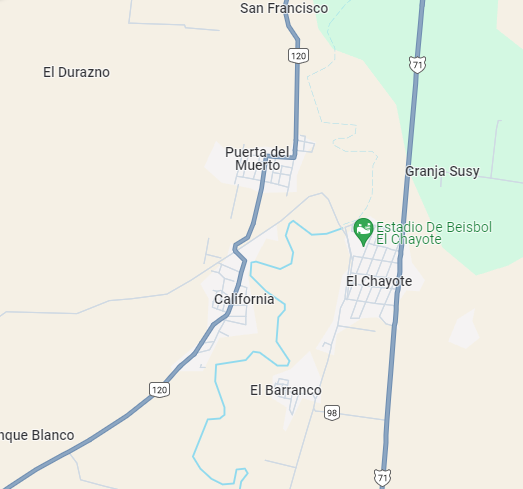 San Francisco
120
71
El Durazno
Puerta del
Muerto
Granja Susy
Estadio De Beisbol
El Chayote
El Chayote
California
120
El Barranco
98
nque Blanco
71